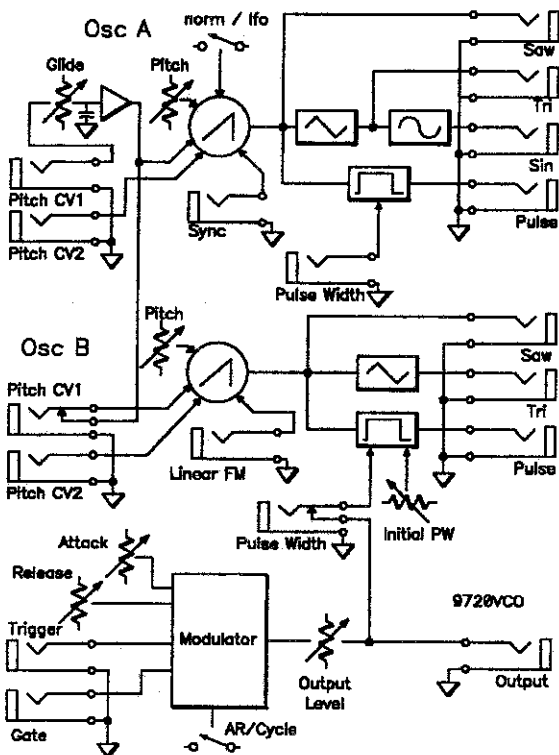 norm / lfo
Osc A
Glide
Pitch
Saw
Tri
Sin
Pitch CV1
Pitch CV2
Sync
Pulse
Pulse Width
Pitch
Osc B
Saw
Pitch CV1
Tri
Pitch CV2
Linear FM
Pulse
Initial PW
Pulse Width
Attack
Release
9720VCO
Trigger
Modulator
Output
Level
Output
Gate
AR/Cycle